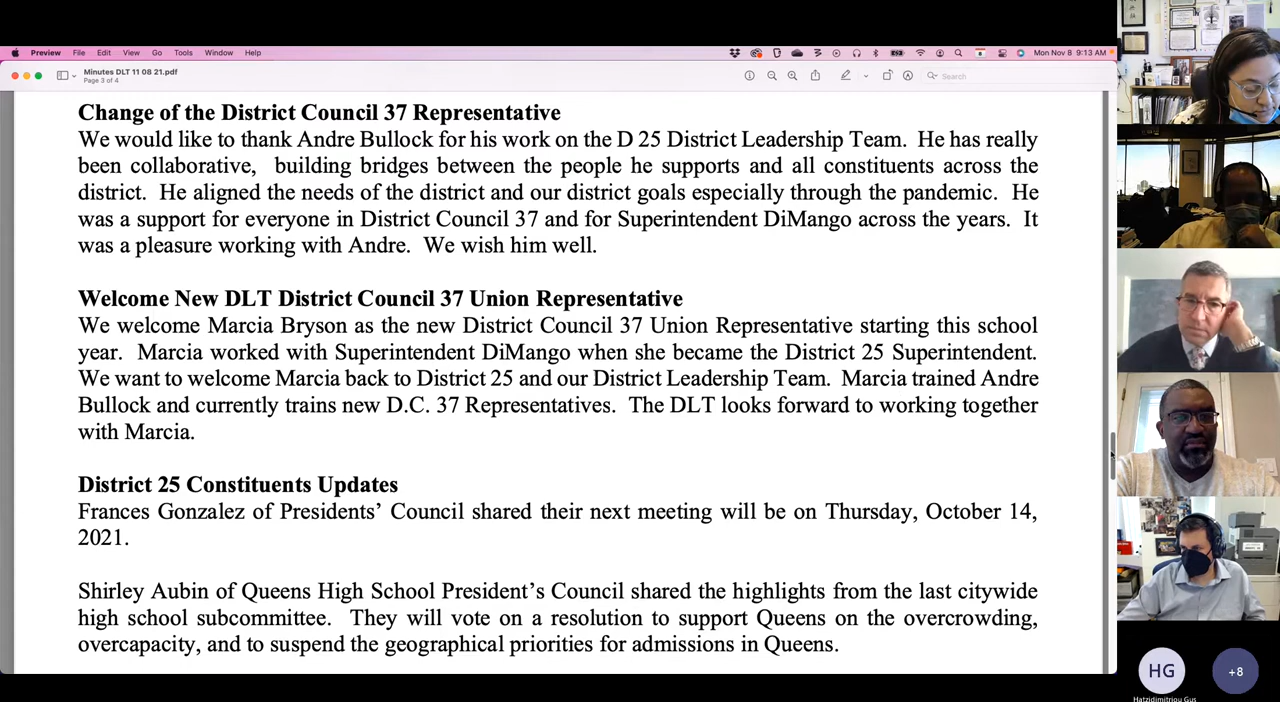 Preview File Edit View Go Tools Window Help
Mon Nov 8 9:13 AM
Minutes DLT 11 08 21.pdf
Page 3 of 4
Search
Change of the District Council 37 Representative
We would like to thank Andre Bullock for his work on the D 25 District Leadership Team. He has really
been collaborative, building bridges between the people he supports and all constituents across the
district. He aligned the needs of the district and our district goals especially through the pandemic. He
was a support for everyone in District Council 37 and for Superintendent DiMango across the years. It
was a pleasure working with Andre. We wish him well.
Welcome New DLT District Council 37 Union Representative
We welcome Marcia Bryson as the new District Council 37 Union Representative starting this school
year. Marcia worked with Superintendent DiMango when she became the District 25 Superintendent.
We want to welcome Marcia back to District 25 and our District Leadership Team. Marcia trained Andre
Bullock and currently trains new D.C. 37 Representatives. The DLT looks forward to working together
with Marcia.
District 25 Constituents Updates
Frances Gonzalez of Presidents’ Council shared their next meeting will be on Thursday, October 14,
2021.
Shirley Aubin of Queens High School President’s Council shared the highlights from the last citywide
high school subcommittee. They will vote on a resolution to support Queens on the overcrowding,
overcapacity, and to suspend the geographical priorities for admissions in Queens.
HG
+8
Hatzidimitriou Gus